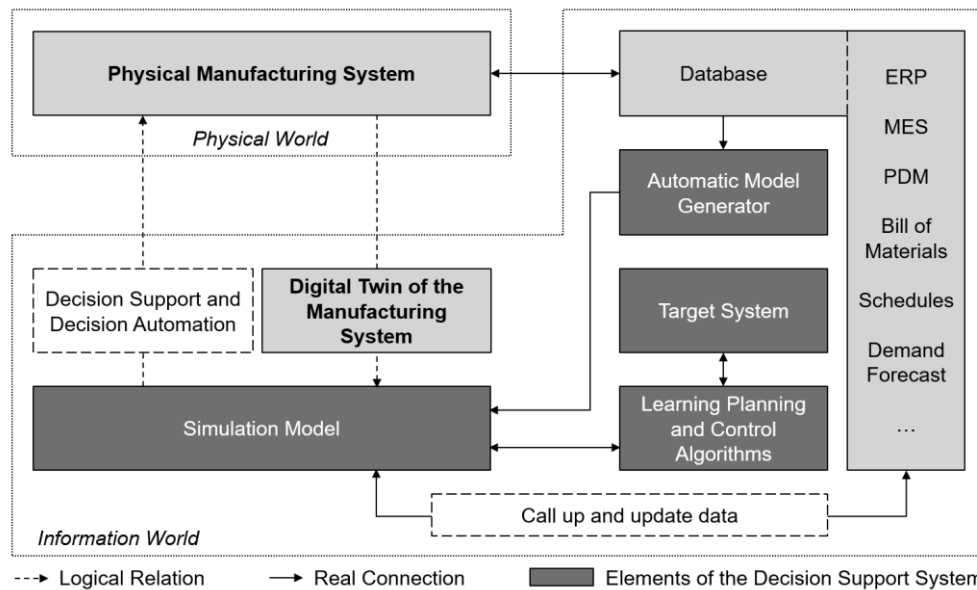 Physical Manufacturing System
Physical World
Database
ERP
MES
PDM
Bill of
Materials
Schedules
Demand
Forecast
...
Automatic Model
Generator
Decision Support and
Decision Automation
Digital Twin of the
Manufacturing
System
Target System
Simulation Model
Learning Planning
and Control
Algorithms
Call up and update data
Information World
Logical Relation
Real Connection
Elements of the Decision Support System